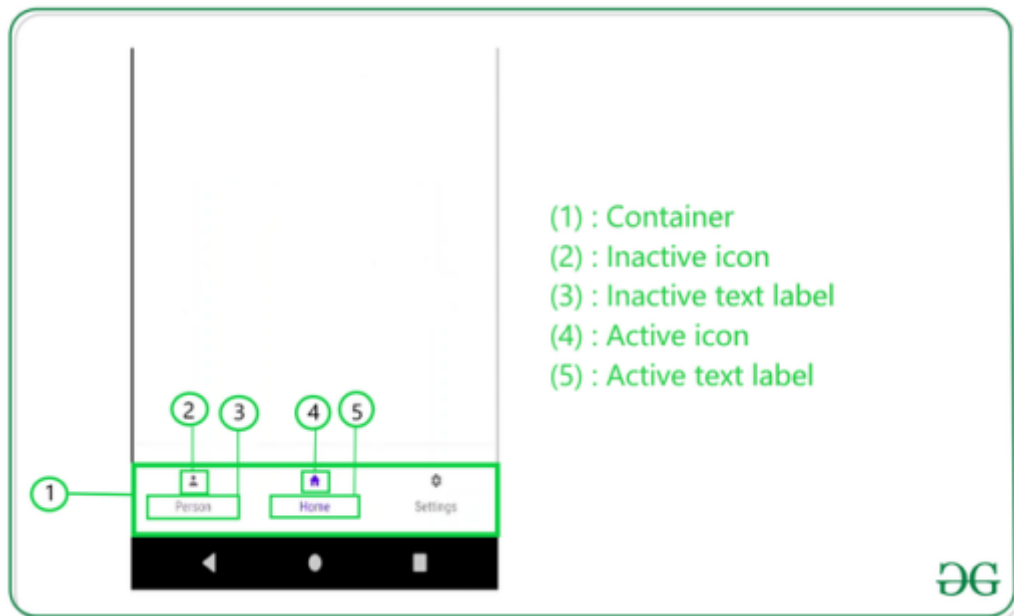 (1) : Container
(2) : Inactive icon
(3) : Inactive text label
(4) : Active icon
(5) : Active text label
2 3 4 5
1
Person Home Settings